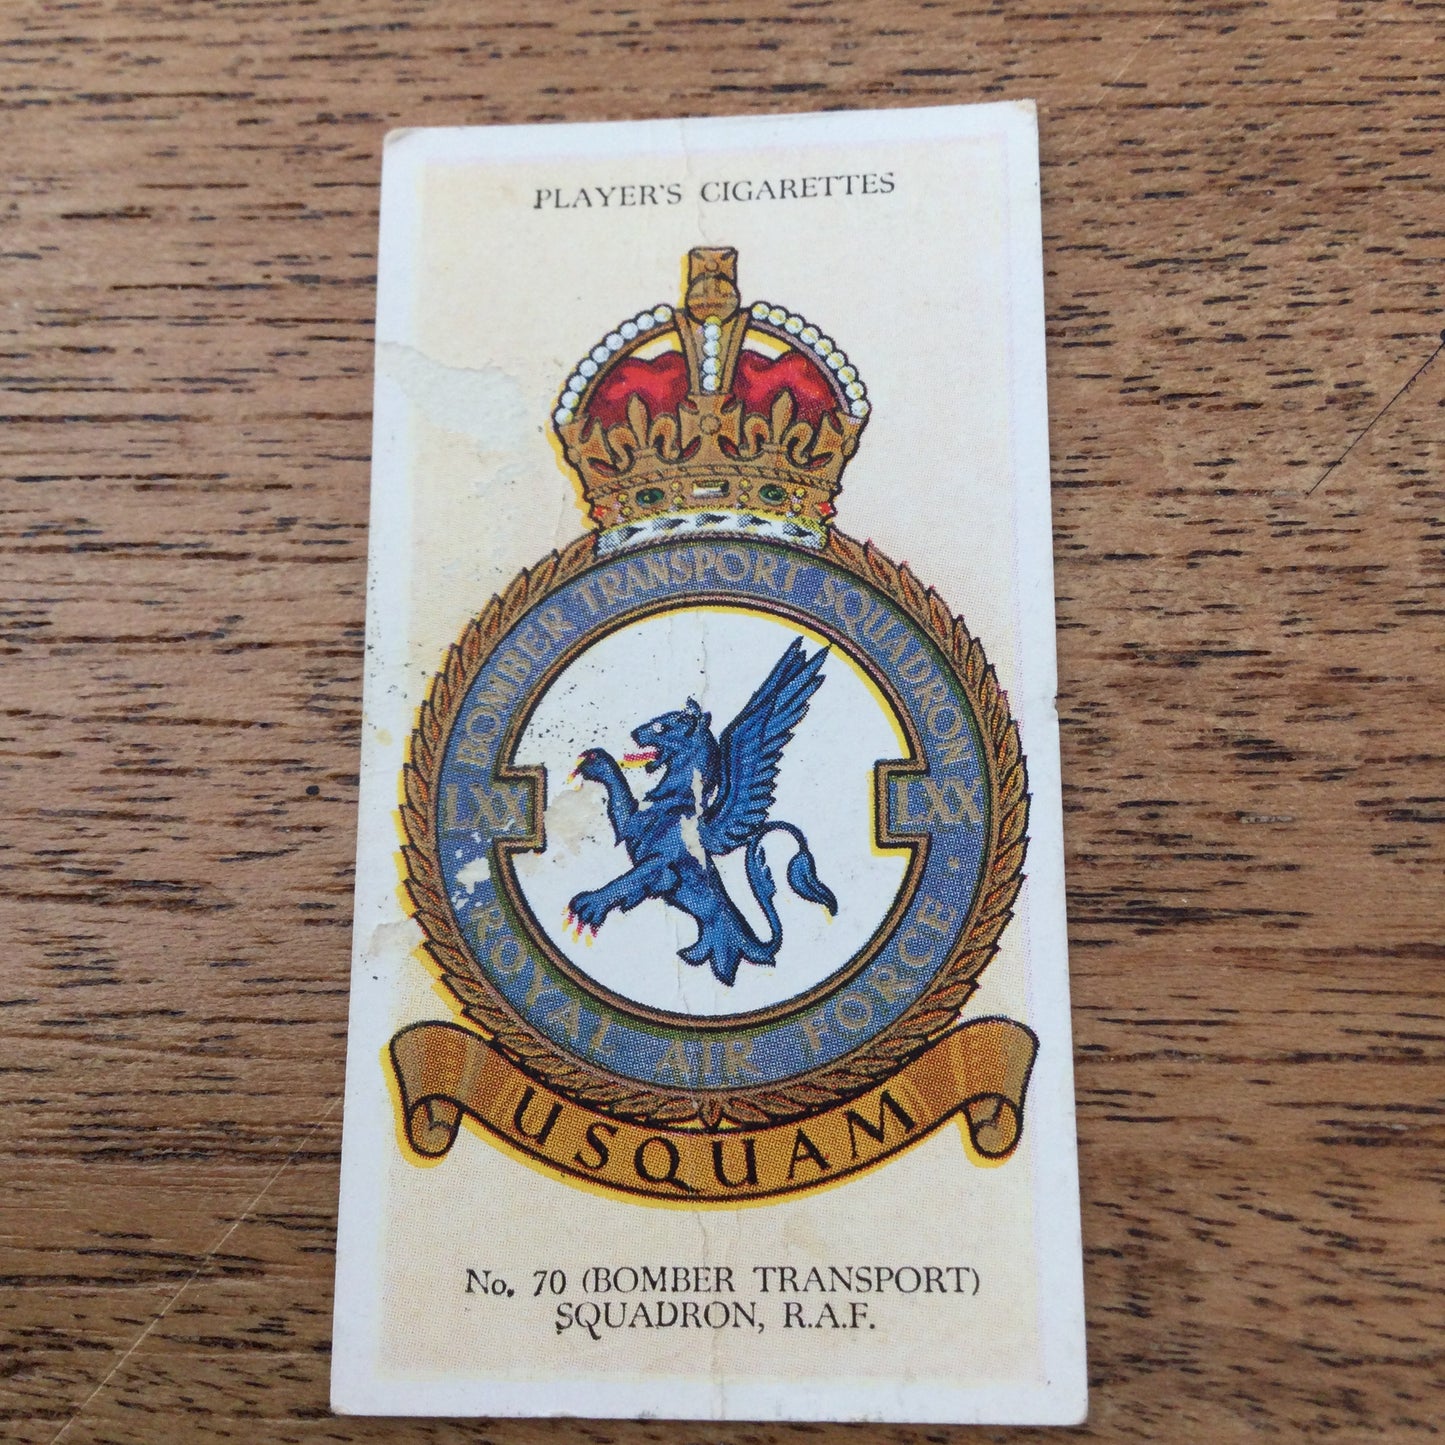 PLAYER'S CIGARETTES
BOMBER TRANSPORT SQUADRON
LXX
LXX
ROYAL AIR FORCE.
USQUAM
No. 70 (BOMBER TRANSPORT)
SQUADRON, R.A.F.